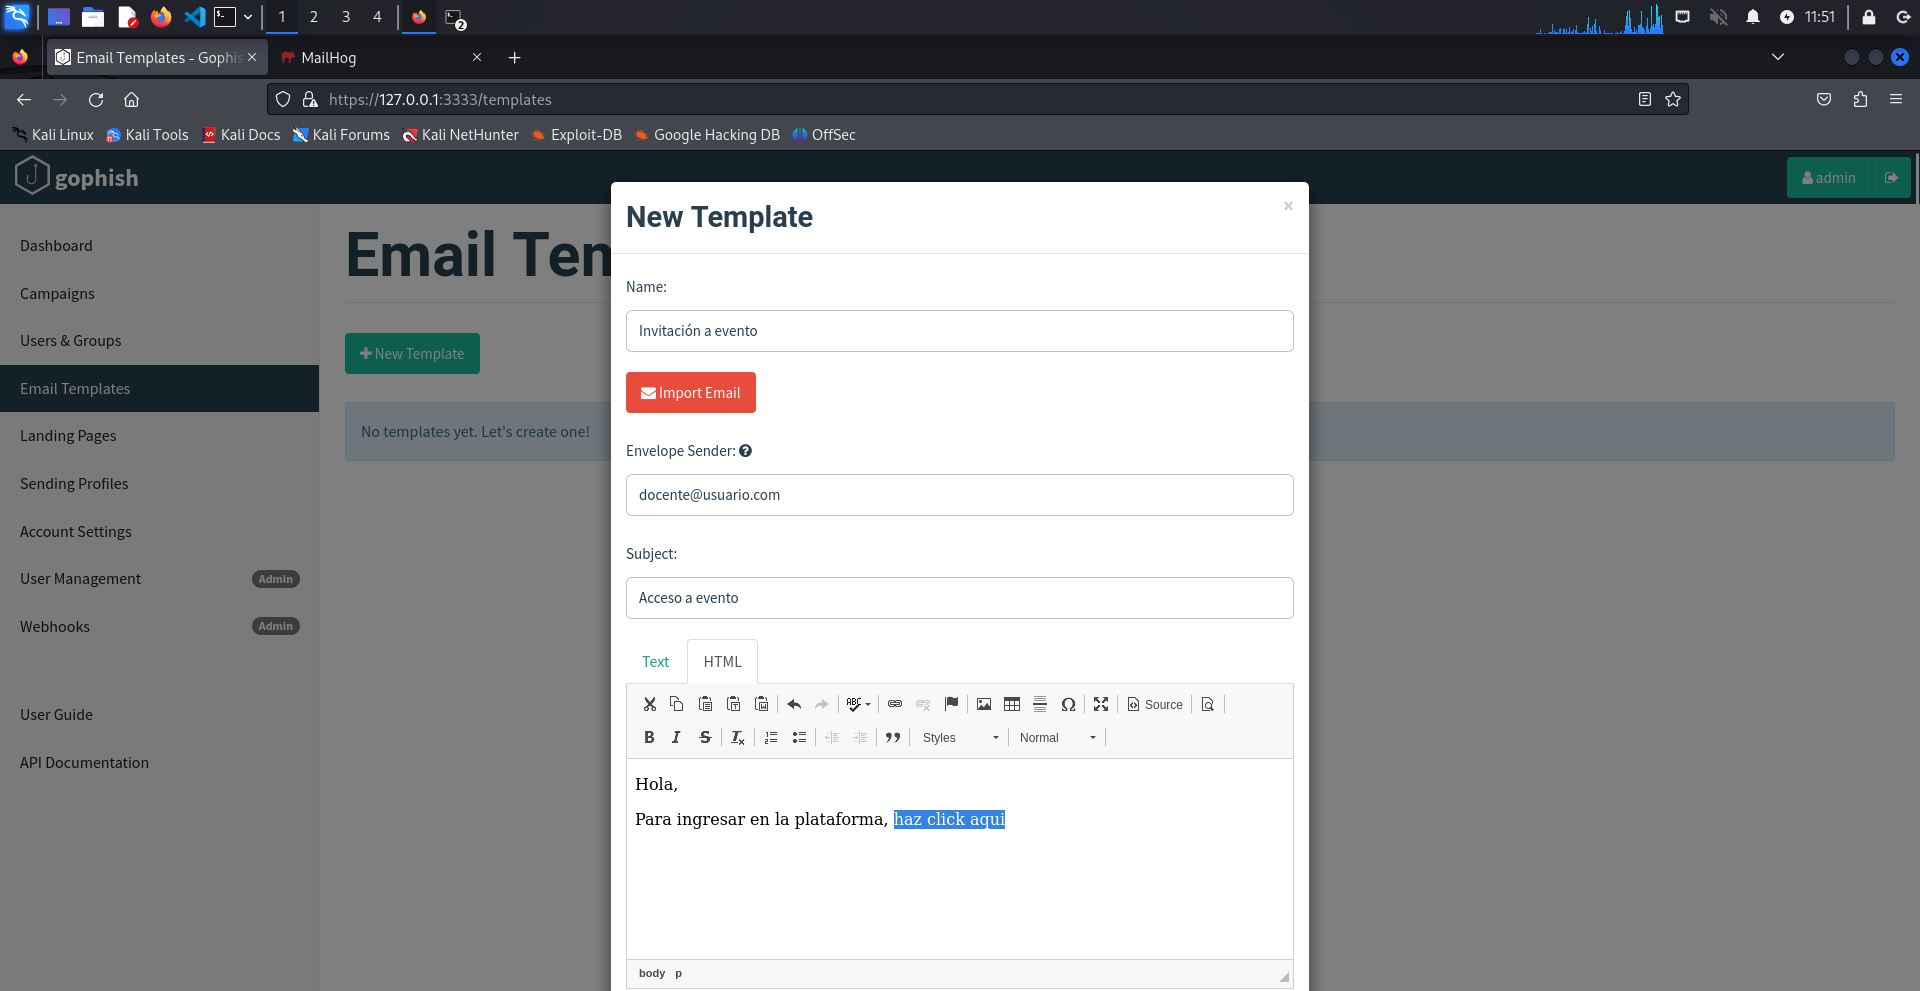 1 2 3 4 2 11:51
Email Templates - Gophis MailHog
https://127.0.0.1:3333/templates
Kali Linux Kali Tools Kali Docs Kali Forums Kali NetHunter Exploit-DB Google Hacking DB OffSec
gophish admin
New Template ×
Email Tem
Dashboard
Campaigns
Users & Groups
Email Templates
Landing Pages
Sending Profiles
Account Settings
User Management Admin
Webhooks Admin
User Guide
API Documentation
New Template
No templates yet. Let's create one!
Name:
Invitación a evento
Import Email
Envelope Sender:
docente@usuario.com
Subject:
Acceso a evento
Text HTML
ABC Ω Source
B I S Tx Styles Normal
Hola,
Para ingresar en la plataforma, haz click aqui
body p